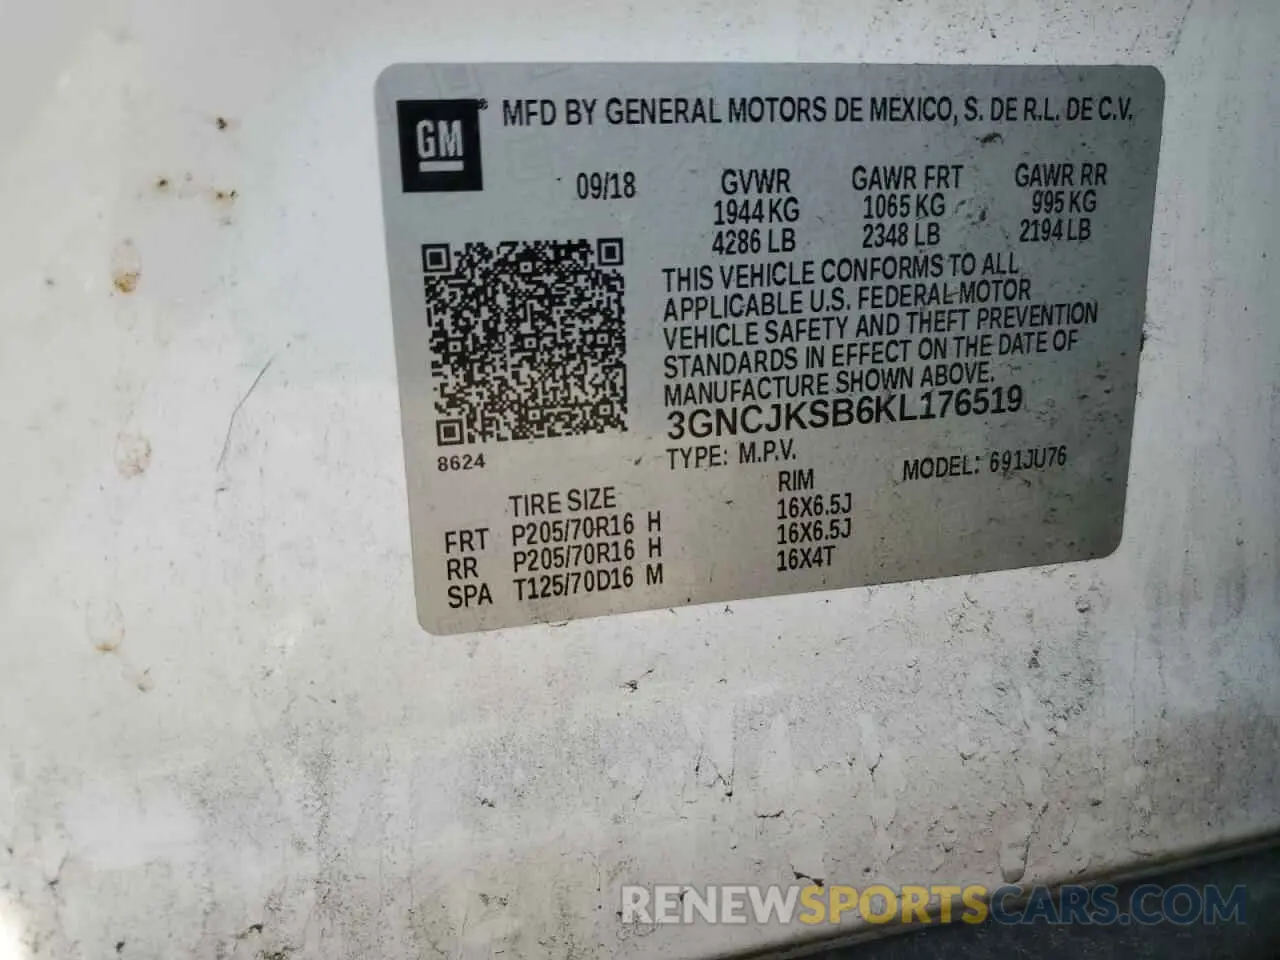 GM® MFD BY GENERAL MOTORS DE MEXICO, S. DE R.L. DE C.V.
09/18 GVWR GAWR FRT GAWR RR
1944 KG 1065 KG 995 KG
4286 LB 2348 LB 2194 LB
THIS VEHICLE CONFORMS TO ALL
APPLICABLE U.S. FEDERAL MOTOR
VEHICLE SAFETY AND THEFT PREVENTION
STANDARDS IN EFFECT ON THE DATE OF
MANUFACTURE SHOWN ABOVE.
3GNCJKSB6KL176519
8624
TYPE: M.P.V. MODEL: 691JU76
TIRE SIZE RIM
FRT P205/70R16 H 16X6.5J
RR P205/70R16 H 16X6.5J
SPA T125/70D16 M 16X4T
RENEWSPORTSCARS.COM